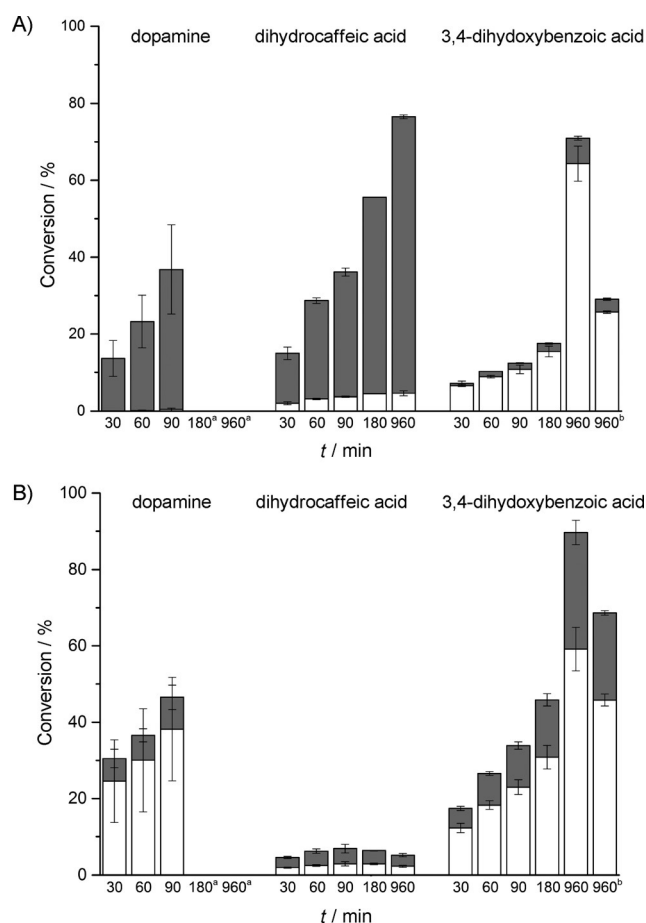 A)
dopamine dihydrocaffeic acid 3,4-dihydoxybenzoic acid
100
80
60
40
20
0
Conversion / %
30 60 90 180ᵃ 960ᵃ 30 60 90 180 960 30 60 90 180 960 960ᵇ
t / min
B)
dopamine dihydrocaffeic acid 3,4-dihydoxybenzoic acid
100
80
60
40
20
0
Conversion / %
30 60 90 180ᵃ 960ᵃ 30 60 90 180 960 30 60 90 180 960 960ᵇ
t / min